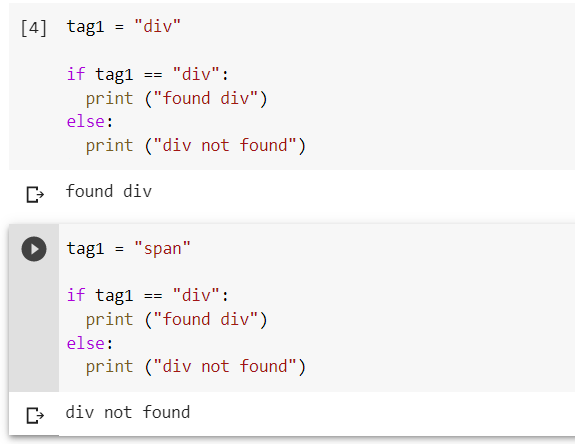 [4] tag1 = "div"
if tag1 == "div":
  print ("found div")
else:
  print ("div not found")
found div
tag1 = "span"
if tag1 == "div":
  print ("found div")
else:
  print ("div not found")
div not found